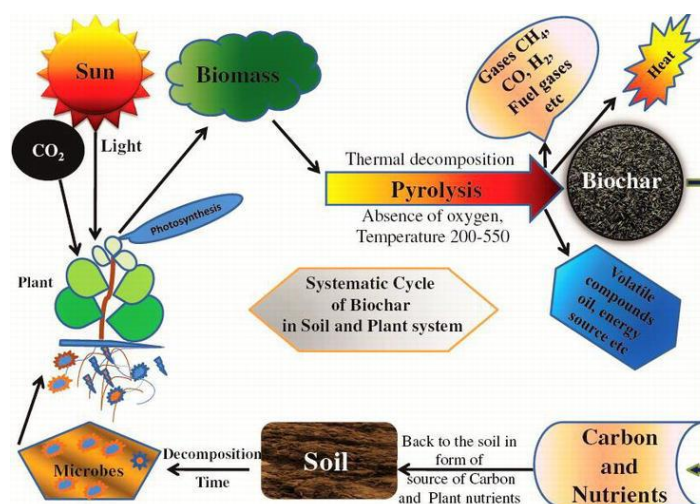 Sun
Biomass
Gases CH₄,
CO, H₂,
Fuel gases
etc
Heat
CO₂
Light
Thermal decomposition
Pyrolysis
Absence of oxygen,
Temperature 200-550
Biochar
Photosynthesis
Plant
Systematic Cycle
of Biochar
in Soil and Plant system
Volatile
compounds
oil, energy
source etc
Microbes
Decomposition
Time
Soil
Back to the soil in
form of
source of Carbon
and Plant nutrients
Carbon
and
Nutrients